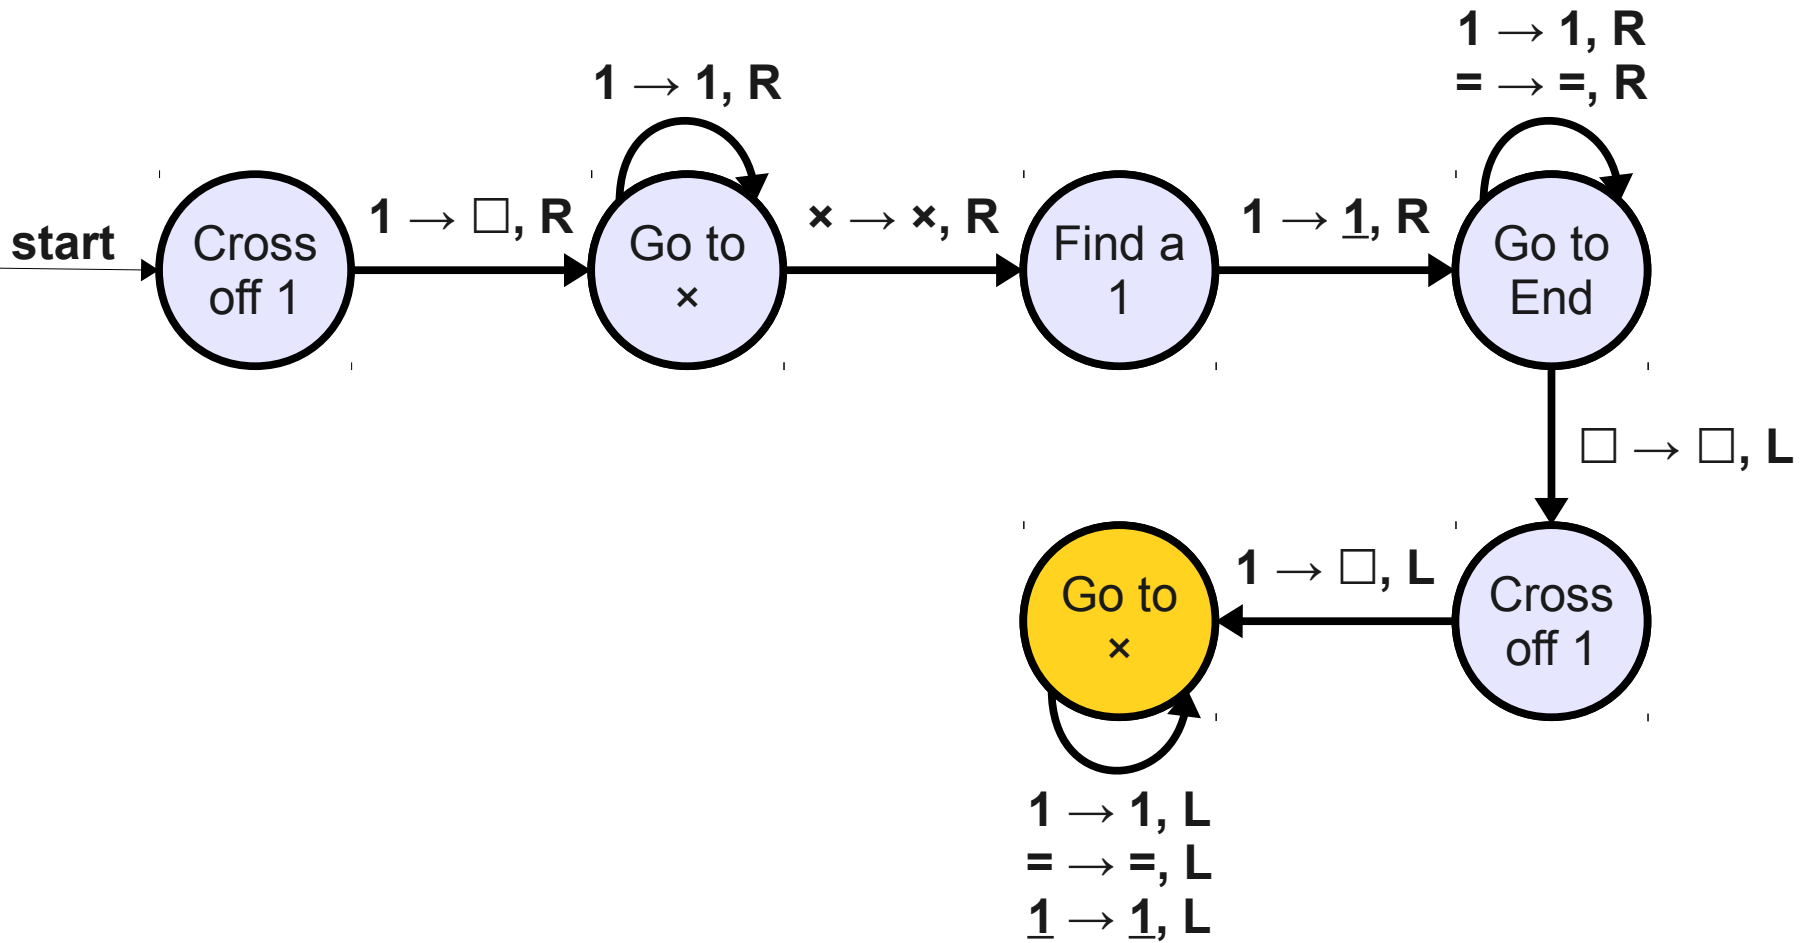 start
Cross
off 1
1 → □, R
1 → 1, R
Go to
×
× → ×, R
Find a
1
1 → 1̲, R
1 → 1, R
= → =, R
Go to
End
□ → □, L
Cross
off 1
1 → □, L
Go to
×
1 → 1, L
= → =, L
1̲ → 1̲, L